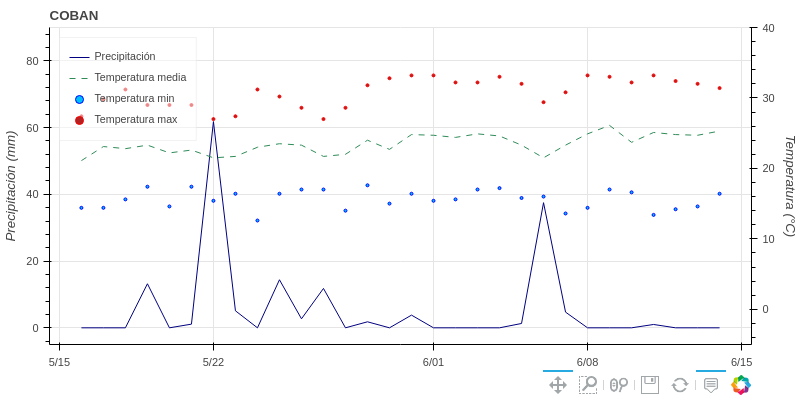 COBAN
Precipitación
Temperatura media
Temperatura min
Temperatura max
Precipitación (mm)
80
60
40
20
0
Temperatura (°C)
40
30
20
10
0
5/15
5/22
6/01
6/08
6/15